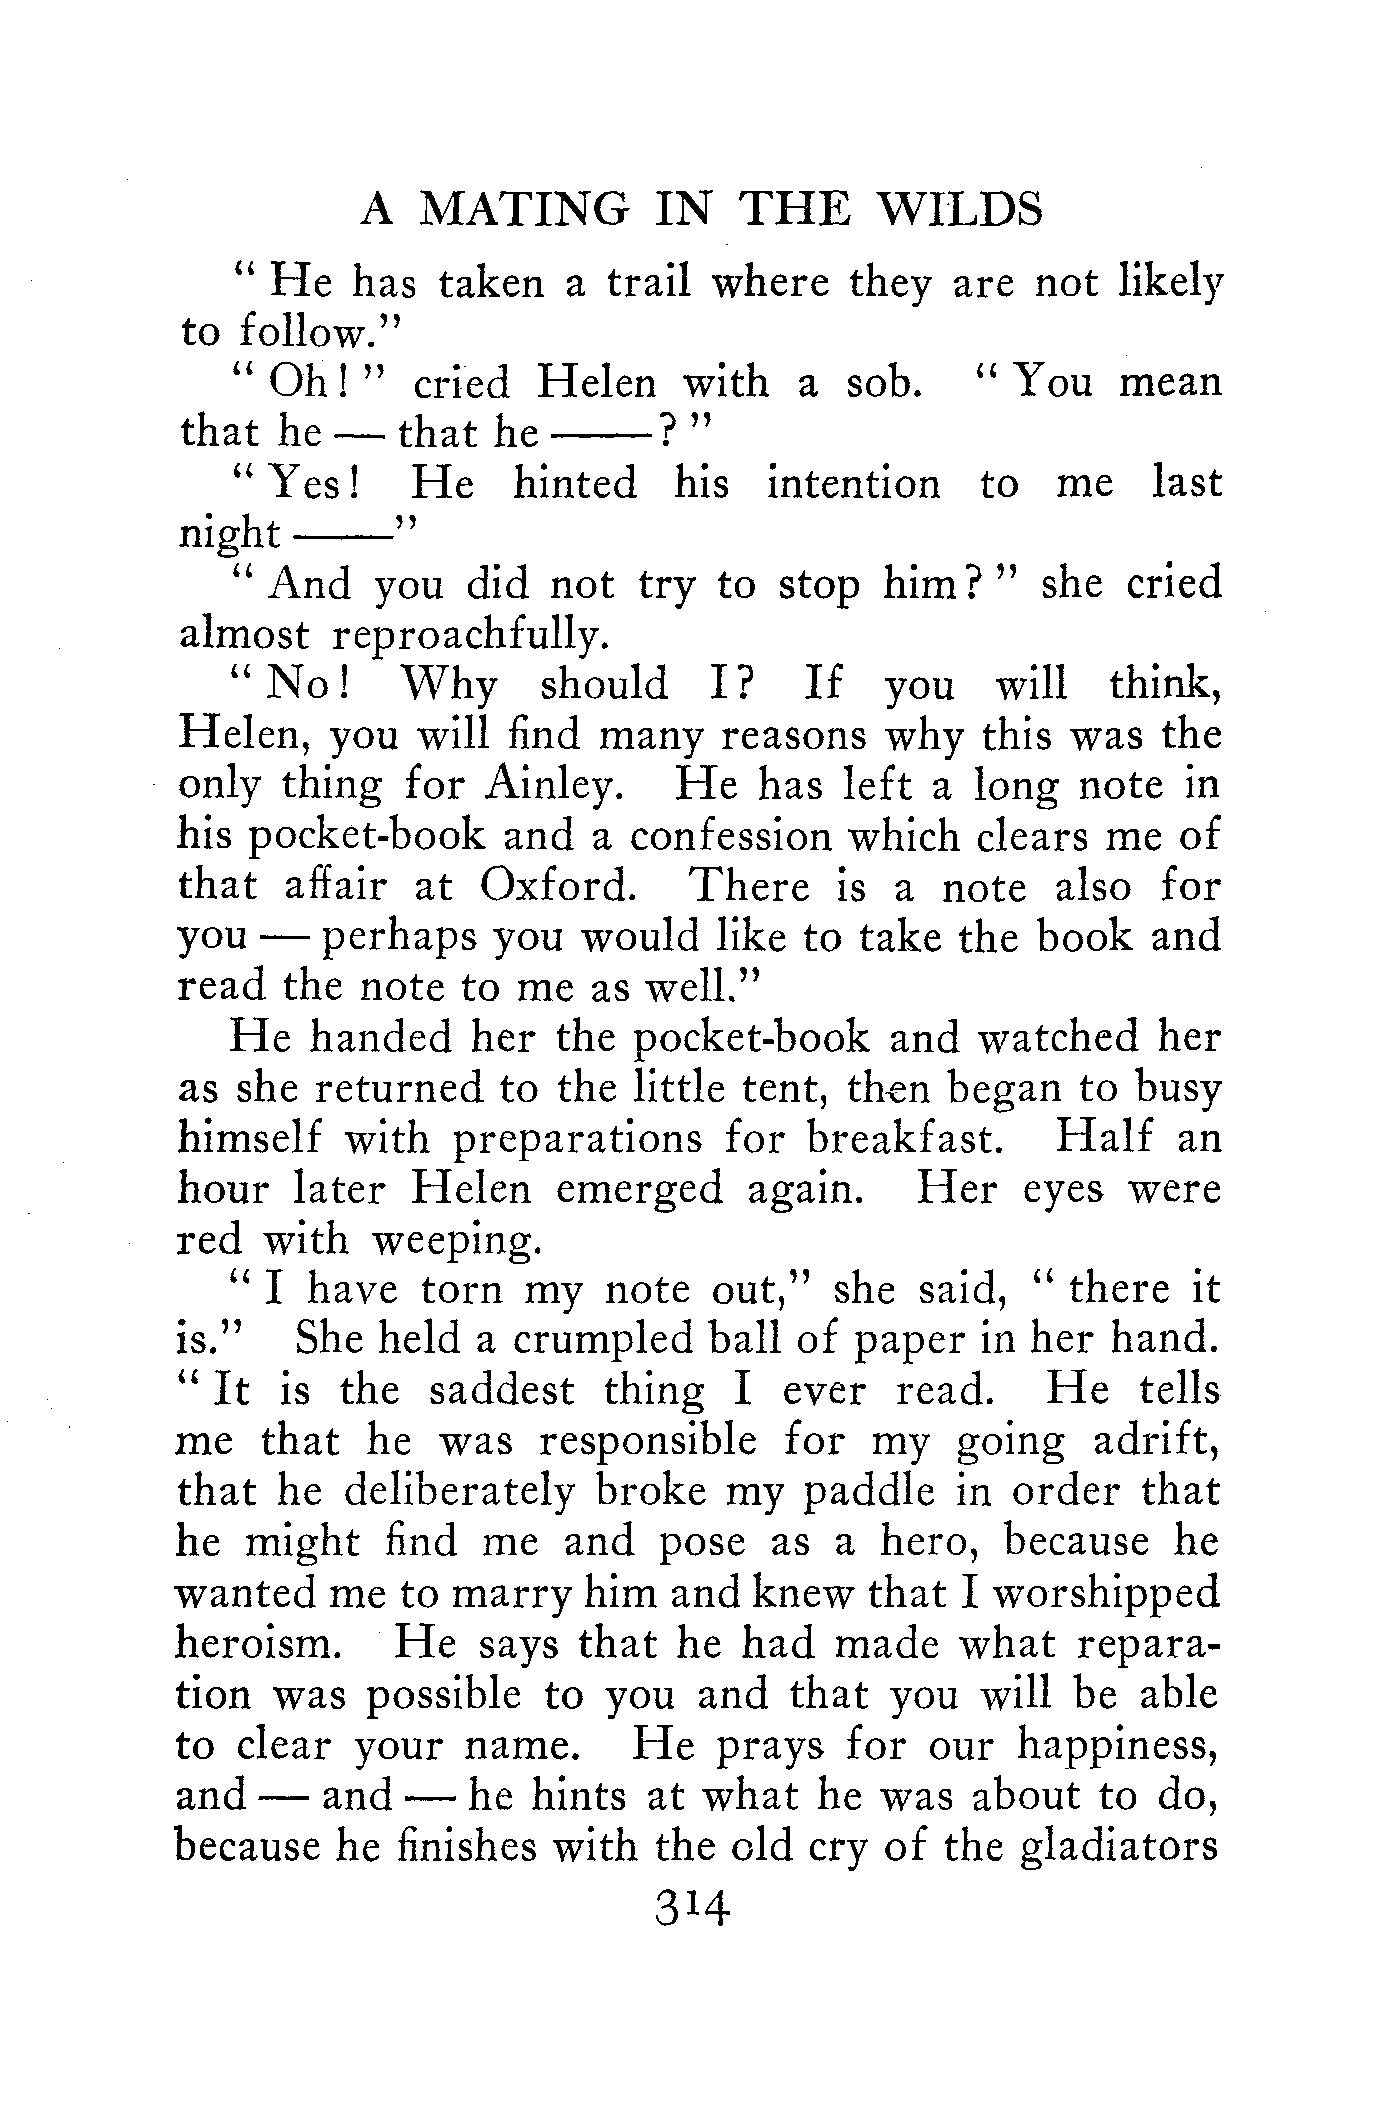 A MATING IN THE WILDS
" He has taken a trail where they are not likely
to follow."
" Oh! " cried Helen with a sob. " You mean
that he — that he ——? "
" Yes! He hinted his intention to me last
night ——"
" And you did not try to stop him? " she cried
almost reproachfully.
" No! Why should I? If you will think,
Helen, you will find many reasons why this was the
only thing for Ainley. He has left a long note in
his pocket-book and a confession which clears me of
that affair at Oxford. There is a note also for
you — perhaps you would like to take the book and
read the note to me as well."
He handed her the pocket-book and watched her
as she returned to the little tent, then began to busy
himself with preparations for breakfast. Half an
hour later Helen emerged again. Her eyes were
red with weeping.
" I have torn my note out," she said, " there it
is." She held a crumpled ball of paper in her hand.
" It is the saddest thing I ever read. He tells
me that he was responsible for my going adrift,
that he deliberately broke my paddle in order that
he might find me and pose as a hero, because he
wanted me to marry him and knew that I worshipped
heroism. He says that he had made what repara-
tion was possible to you and that you will be able
to clear your name. He prays for our happiness,
and — and — he hints at what he was about to do,
because he finishes with the old cry of the gladiators
314